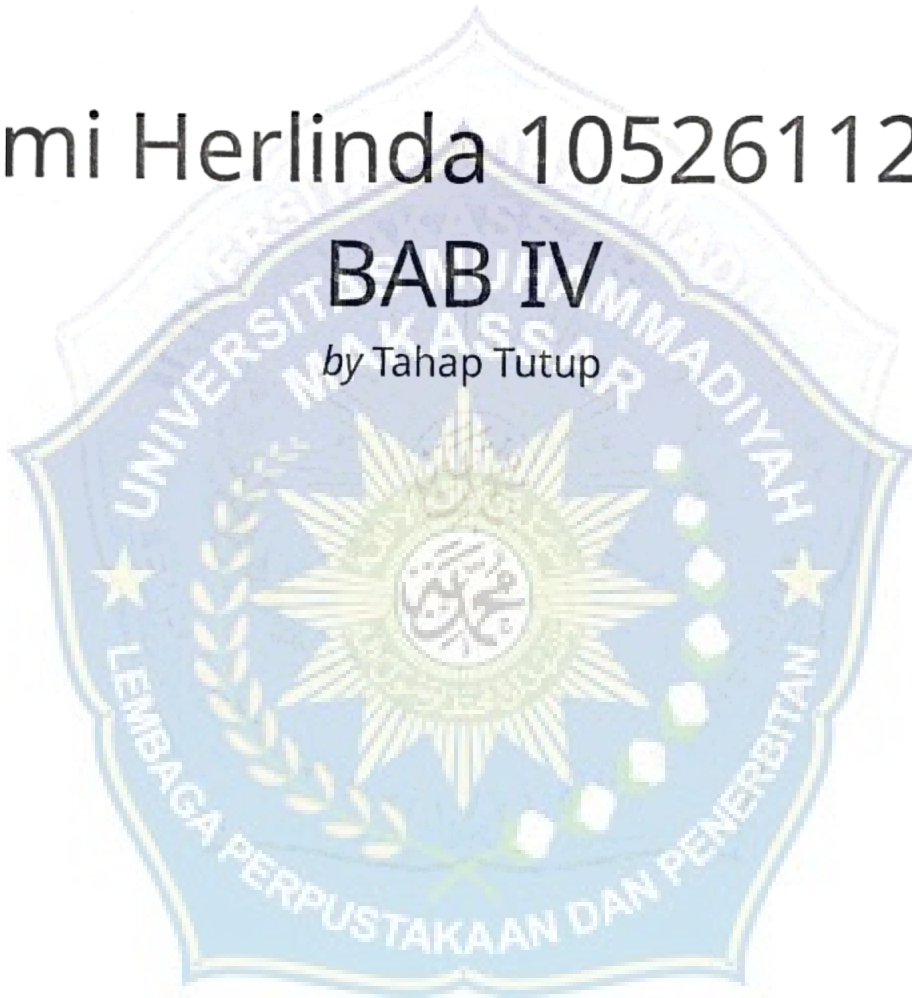 mi Herlinda 10526112
BAB IV
by Tahap Tutup
UNIVERSITAS MUHAMMADIYAH
MAKASSAR
LEMBAGA PERPUSTAKAAN DAN PENERBITAN